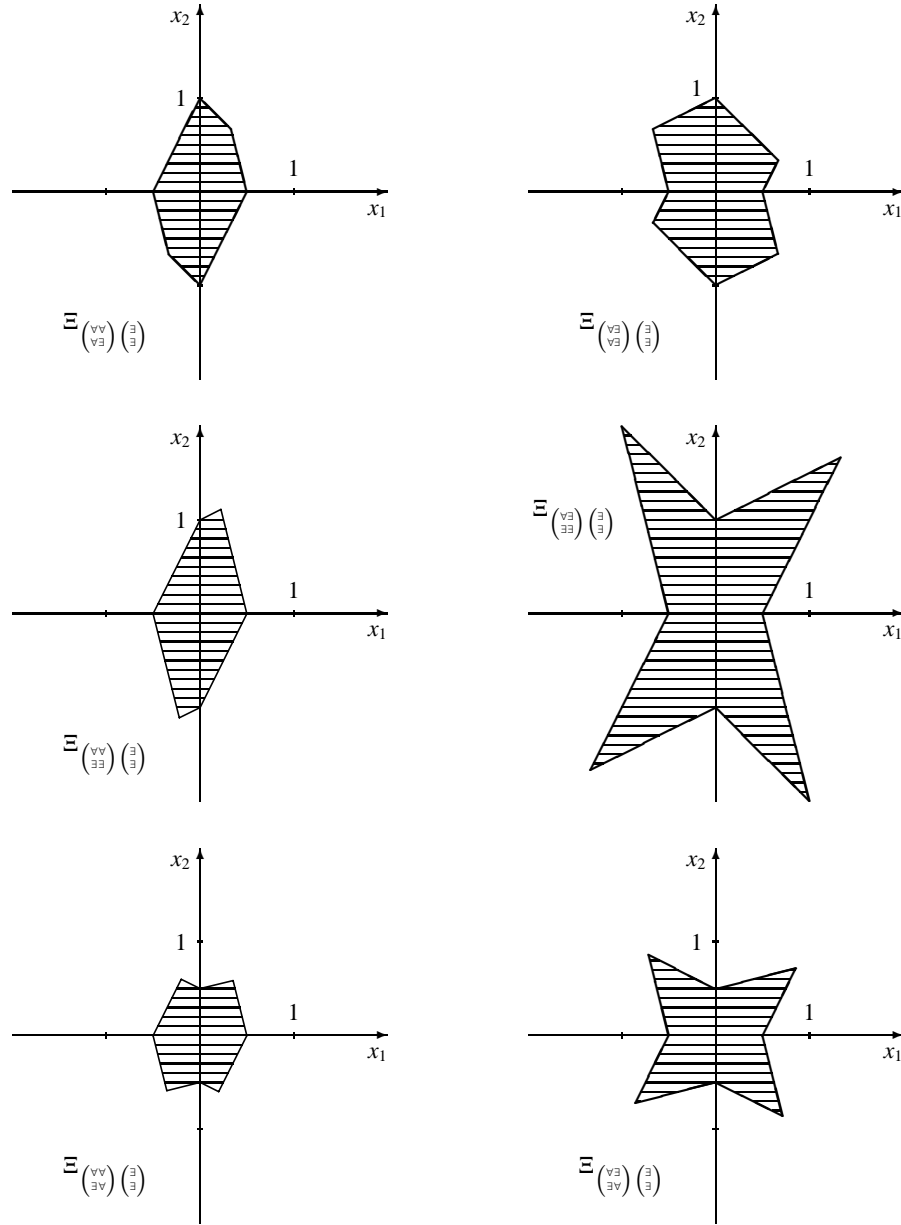 x₂
1
1
x₁
Ξ(∀∀ ∀∃)(∃ ∃)
x₂
1
1
x₁
Ξ(∀∃ ∀∃)(∃ ∃)
x₂
1
1
x₁
Ξ(∀∀ ∃∃)(∃ ∃)
x₂
Ξ(∀∃ ∃∃)(∃ ∃)
1
x₁
x₂
1
1
x₁
Ξ(∀∀ ∃∀)(∃ ∃)
x₂
1
1
x₁
Ξ(∀∃ ∃∀)(∃ ∃)